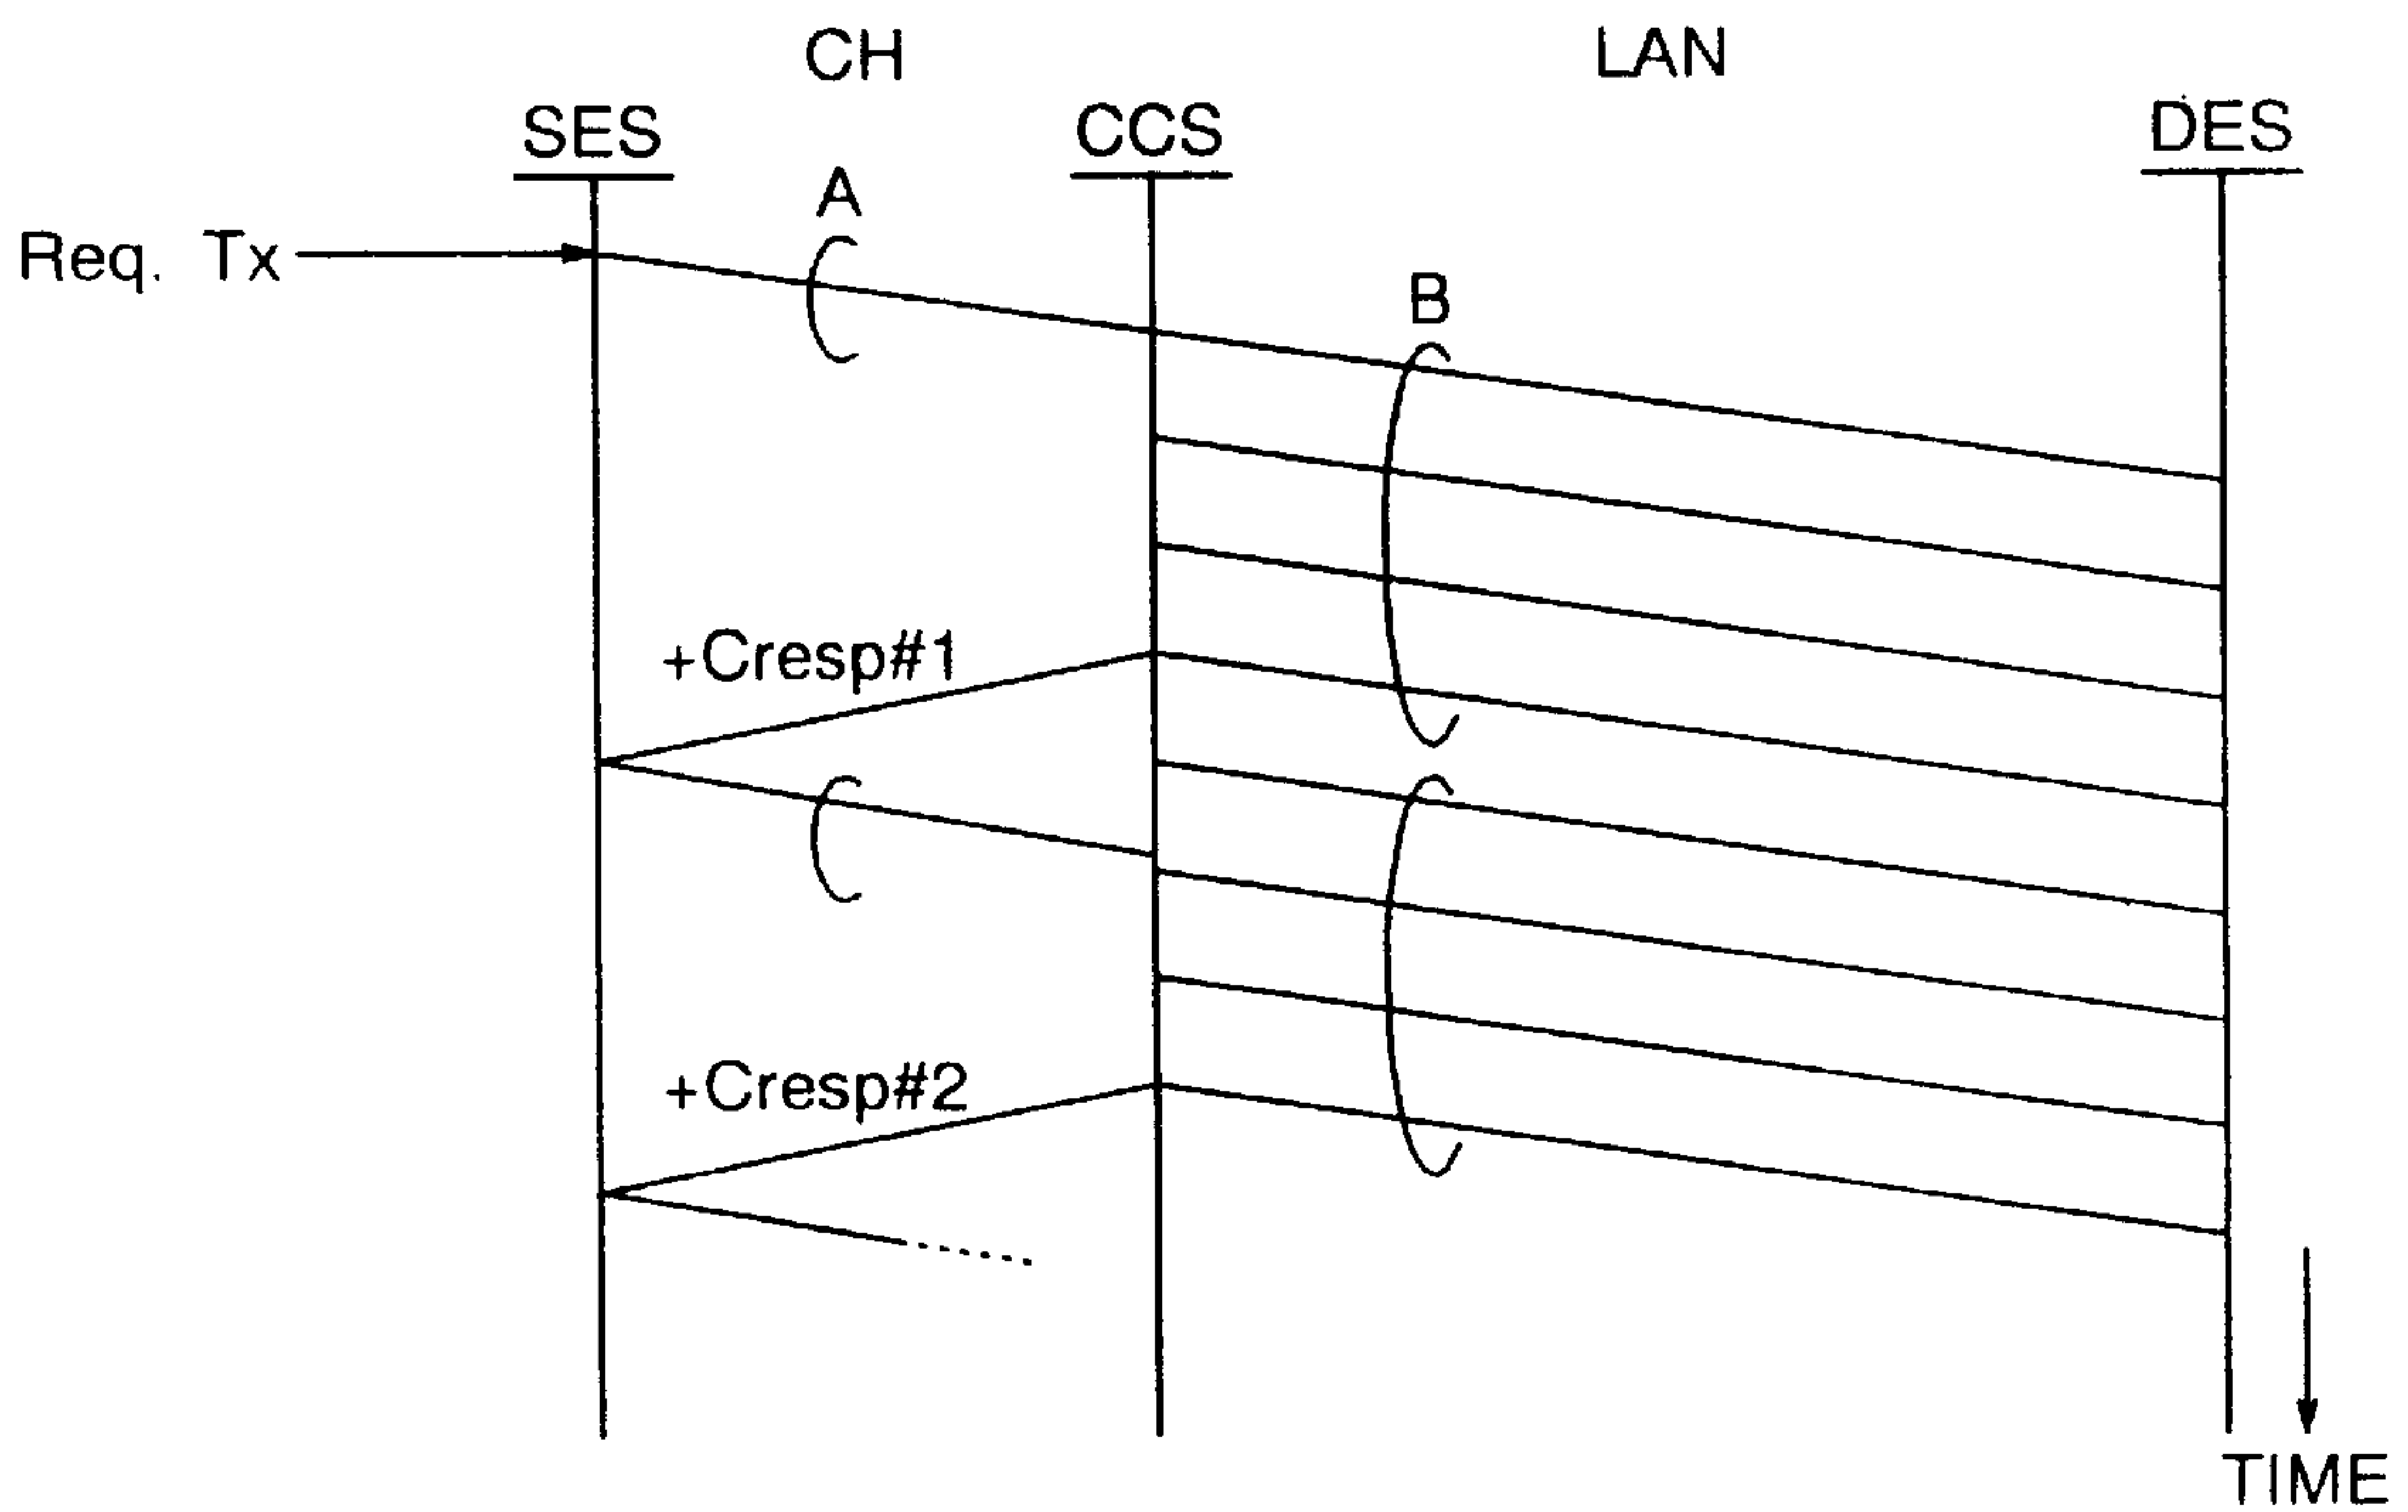 CH
LAN
SES
CCS
DES
A
Req. Tx
B
+Cresp#1
+Cresp#2
TIME